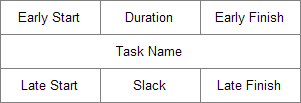 Early Start Duration Early Finish
Task Name
Late Start Slack Late Finish